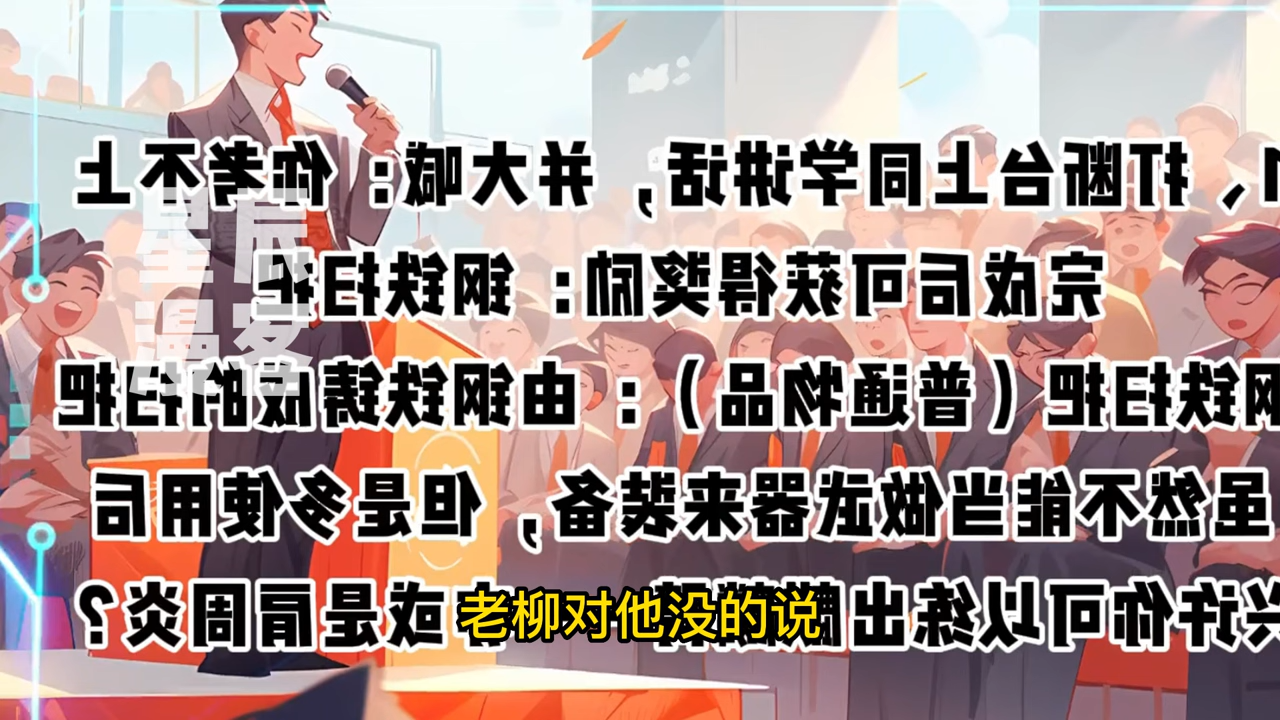 1、打断台上同学讲话，并大喊：你考不上
完成后可获得奖励：钢铁扫把
钢铁扫把（普通物品）：由钢铁铸成的扫把
虽然不能当做武器来装备，但是多使用后
兴许你可以练出 或是肩周炎？
星辰
漫客
老柳对他没的说